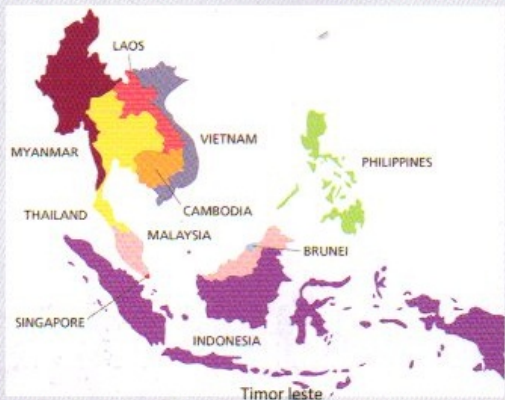 LAOS
MYANMAR
VIETNAM
PHILIPPINES
THAILAND
CAMBODIA
MALAYSIA
BRUNEI
SINGAPORE
INDONESIA
Timor leste